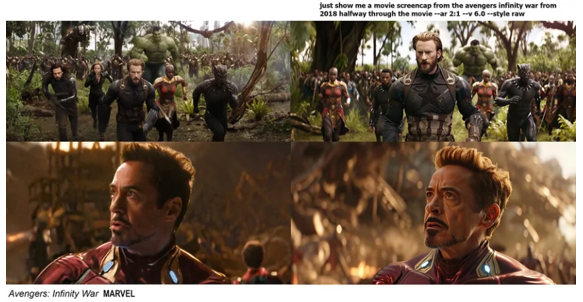 just show me a movie screencap from the avengers infinity war from
2018 halfway through the movie --ar 2:1 --v 6.0 --style raw
Avengers: Infinity War MARVEL